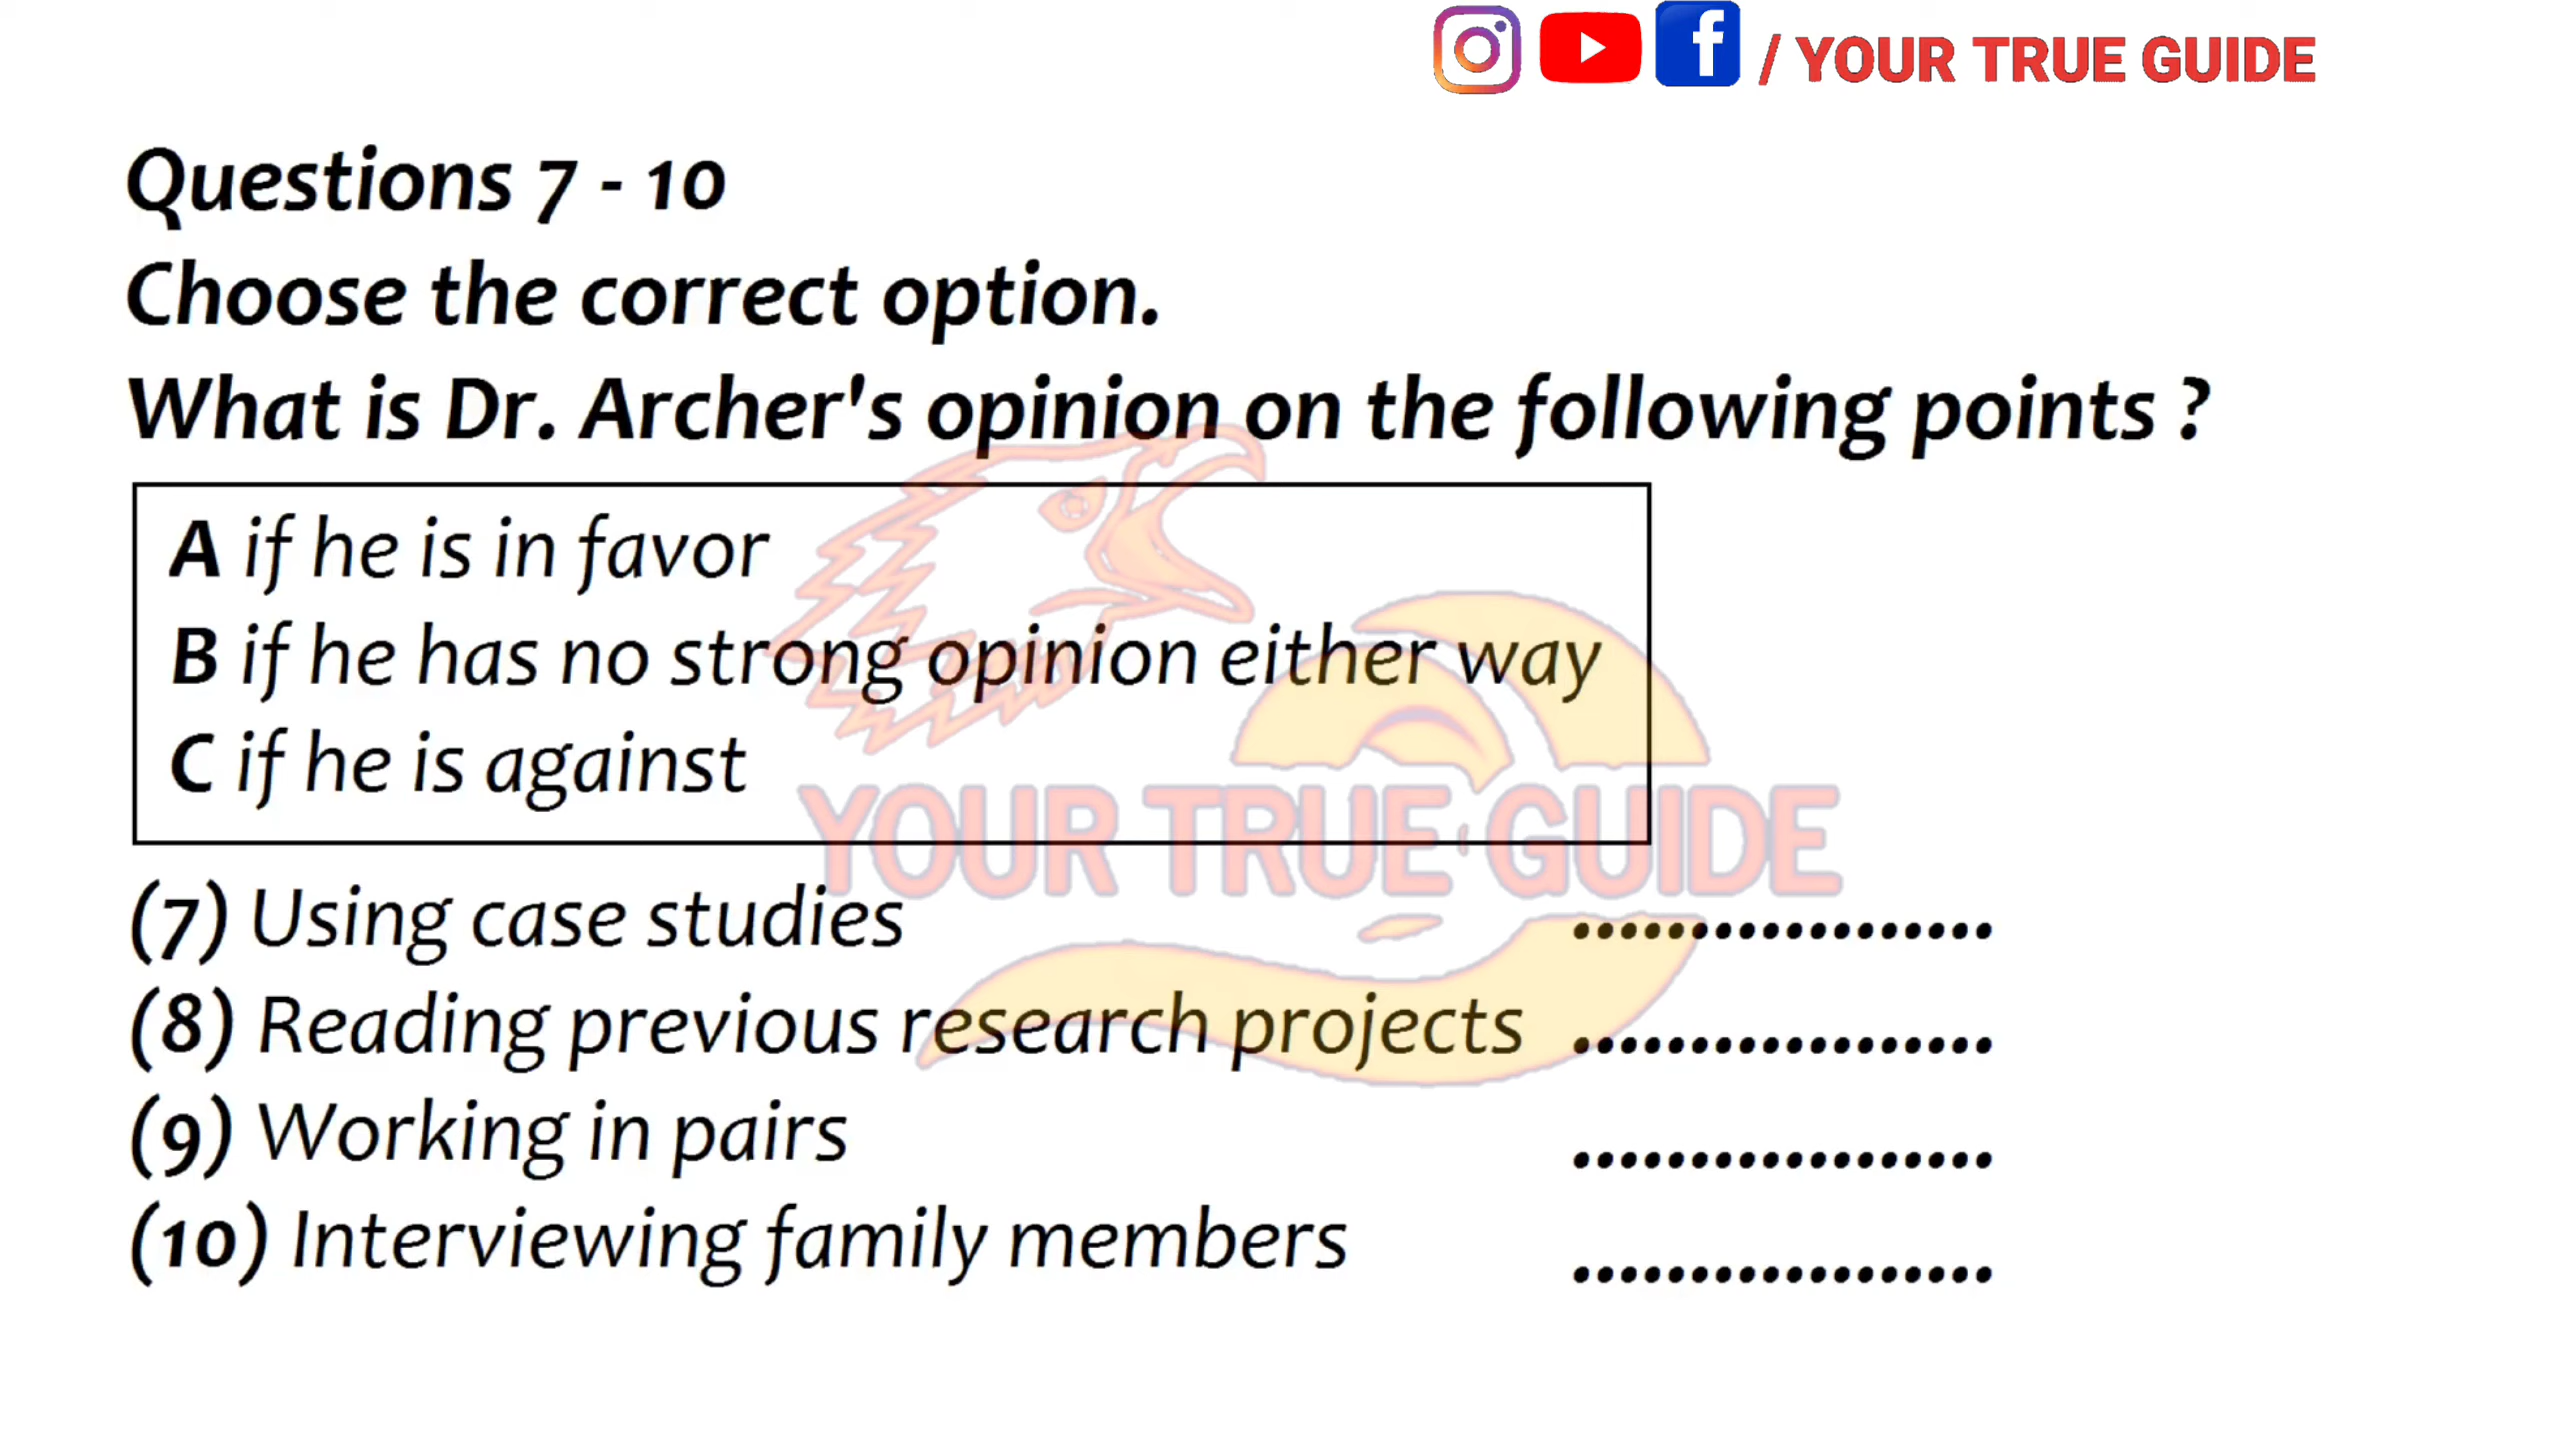 / YOUR TRUE GUIDE
Questions 7 - 10
Choose the correct option.
What is Dr. Archer's opinion on the following points ?
A if he is in favor
B if he has no strong opinion either way
C if he is against
YOUR TRUE GUIDE
(7) Using case studies ..................
(8) Reading previous research projects ..................
(9) Working in pairs ..................
(10) Interviewing family members ..................